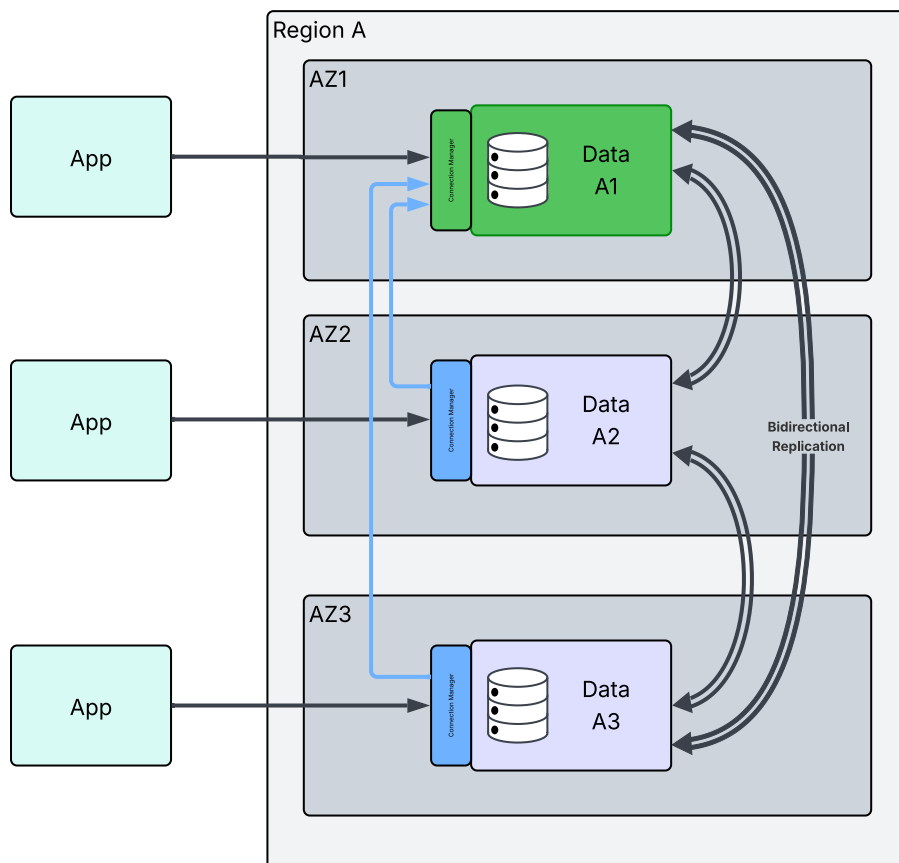 Region A
AZ1
App
Connection Manager
Data
A1
AZ2
App
Connection Manager
Data
A2
Bidirectional
Replication
AZ3
App
Connection Manager
Data
A3